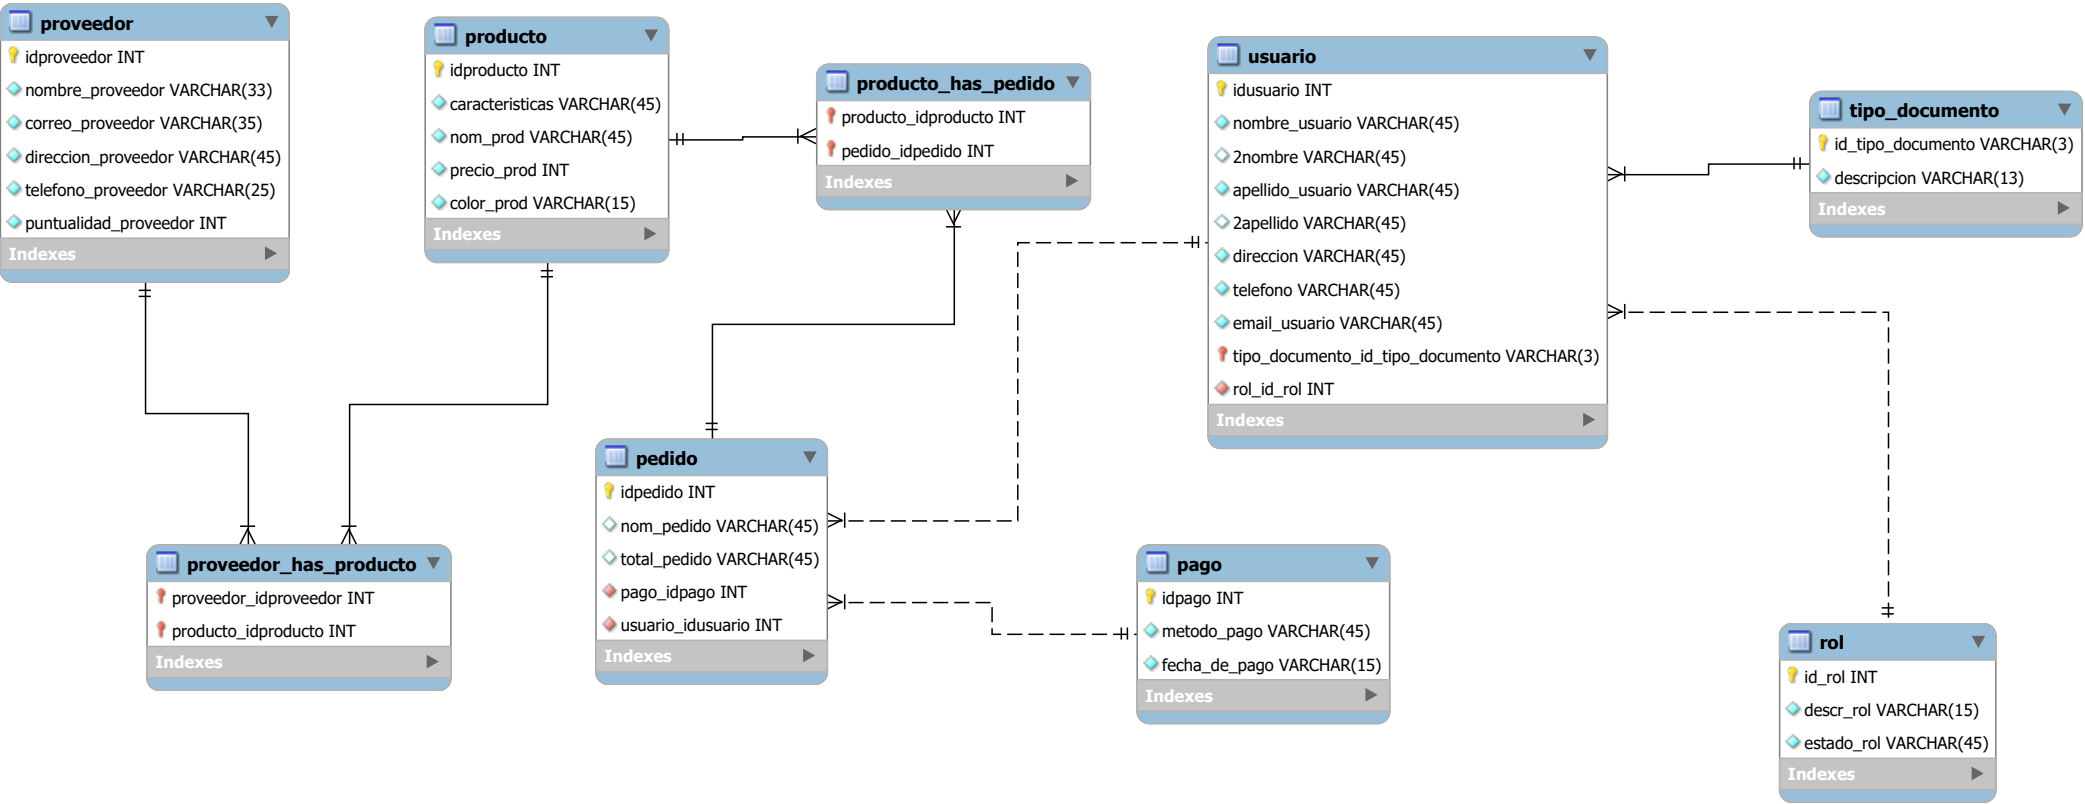 proveedor
idproveedor INT
nombre_proveedor VARCHAR(33)
correo_proveedor VARCHAR(35)
direccion_proveedor VARCHAR(45)
telefono_proveedor VARCHAR(25)
puntualidad_proveedor INT
Indexes
producto
idproducto INT
caracteristicas VARCHAR(45)
nom_prod VARCHAR(45)
precio_prod INT
color_prod VARCHAR(15)
Indexes
producto_has_pedido
producto_idproducto INT
pedido_idpedido INT
Indexes
usuario
idusuario INT
nombre_usuario VARCHAR(45)
2nombre VARCHAR(45)
apellido_usuario VARCHAR(45)
2apellido VARCHAR(45)
direccion VARCHAR(45)
telefono VARCHAR(45)
email_usuario VARCHAR(45)
tipo_documento_id_tipo_documento VARCHAR(3)
rol_id_rol INT
Indexes
tipo_documento
id_tipo_documento VARCHAR(3)
descripcion VARCHAR(13)
Indexes
proveedor_has_producto
proveedor_idproveedor INT
producto_idproducto INT
Indexes
pedido
idpedido INT
nom_pedido VARCHAR(45)
total_pedido VARCHAR(45)
pago_idpago INT
usuario_idusuario INT
Indexes
pago
idpago INT
metodo_pago VARCHAR(45)
fecha_de_pago VARCHAR(15)
Indexes
rol
id_rol INT
descr_rol VARCHAR(15)
estado_rol VARCHAR(45)
Indexes